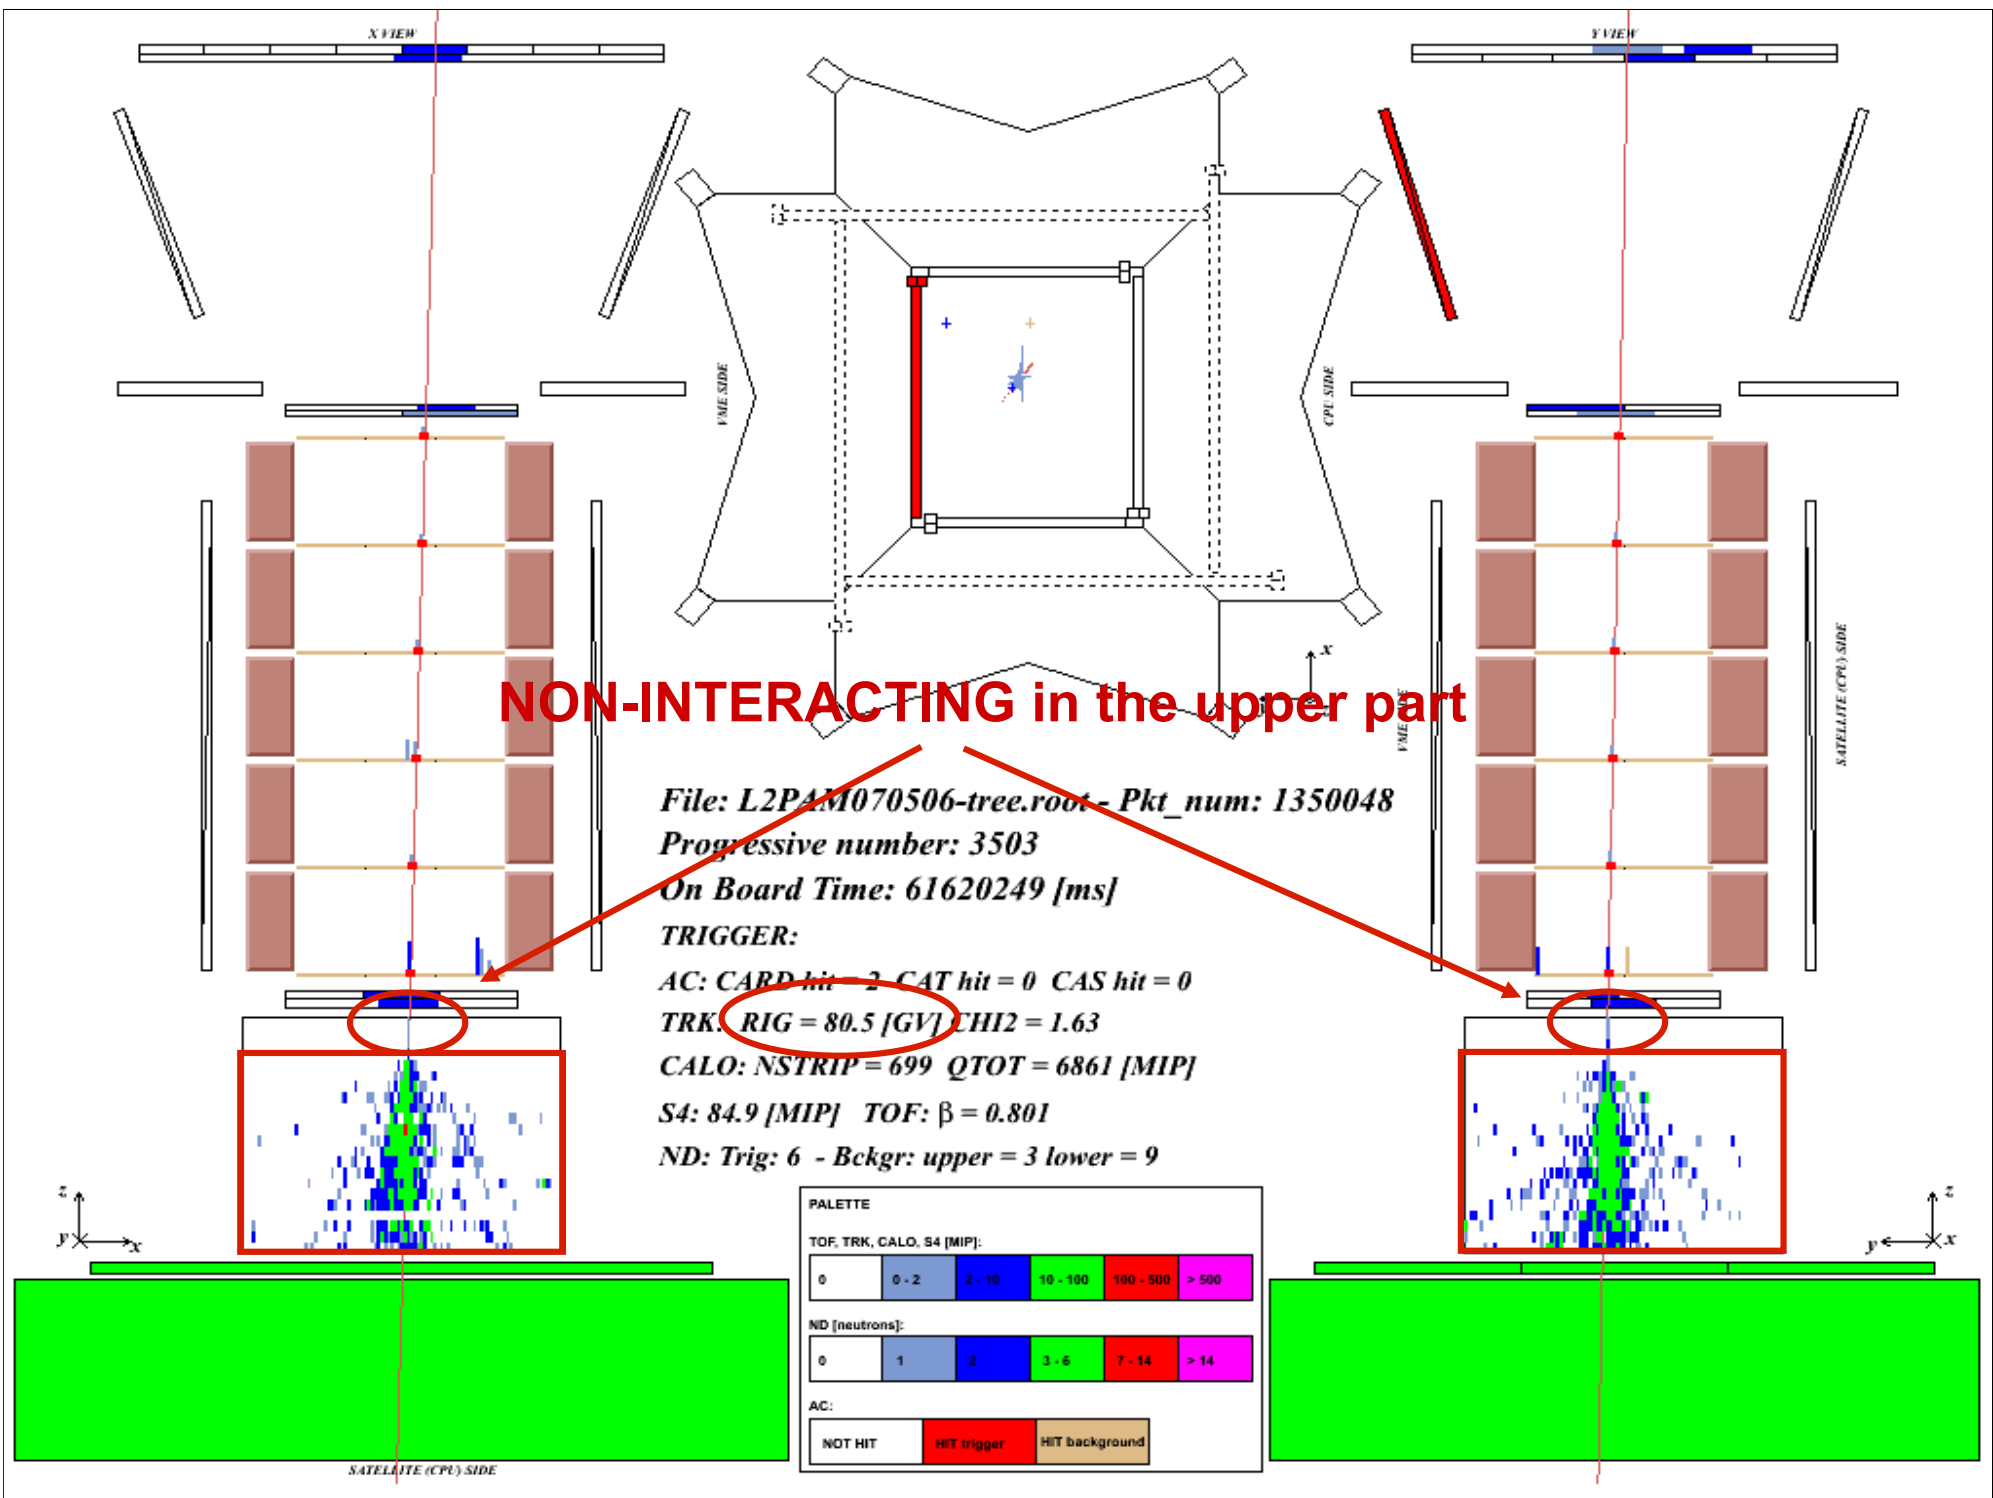 X VIEW
Y VIEW
VME SIDE
CPU SIDE
SATELLITE (CPU) SIDE
x
NON-INTERACTING in the upper part
File: L2PAM070506-tree.root - Pkt_num: 1350048
Progressive number: 3503
On Board Time: 61620249 [ms]
TRIGGER:
AC: CARD hit = 2 CAT hit = 0 CAS hit = 0
TRK: RIG = 80.5 [GV] CHI2 = 1.63
CALO: NSTRIP = 699 QTOT = 6861 [MIP]
S4: 84.9 [MIP] TOF: β = 0.801
ND: Trig: 6 - Bckgr: upper = 3 lower = 9
z
y x
z
y x
PALETTE
TOF, TRK, CALO, S4 [MIP]:
0 0 - 2 2 - 10 10 - 100 100 - 500 > 500
ND [neutrons]:
0 1 2 3 - 6 7 - 14 > 14
AC:
NOT HIT HIT trigger HIT background
SATELLITE (CPU) SIDE